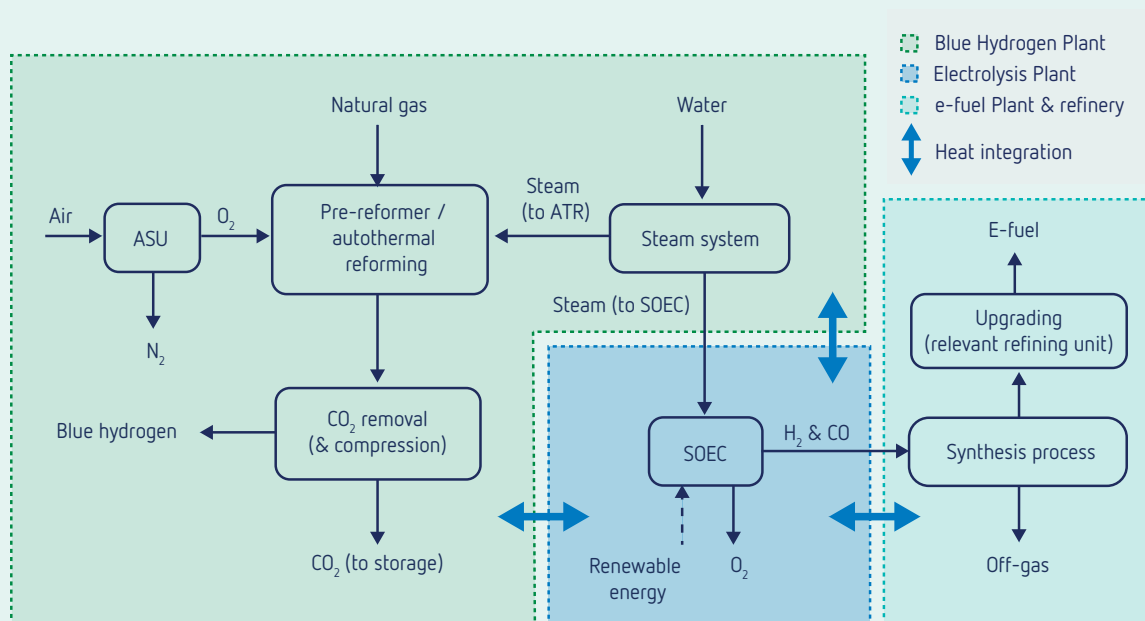 Blue Hydrogen Plant
Electrolysis Plant
e-fuel Plant & refinery
Heat integration
Natural gas
Water
Air
ASU
O₂
N₂
Pre-reformer /
autothermal
reforming
Steam
(to ATR)
Steam system
Steam (to SOEC)
E-fuel
Upgrading
(relevant refining unit)
Blue hydrogen
CO₂ removal
(& compression)
CO₂ (to storage)
SOEC
H₂ & CO
Synthesis process
Renewable
energy
O₂
Off-gas